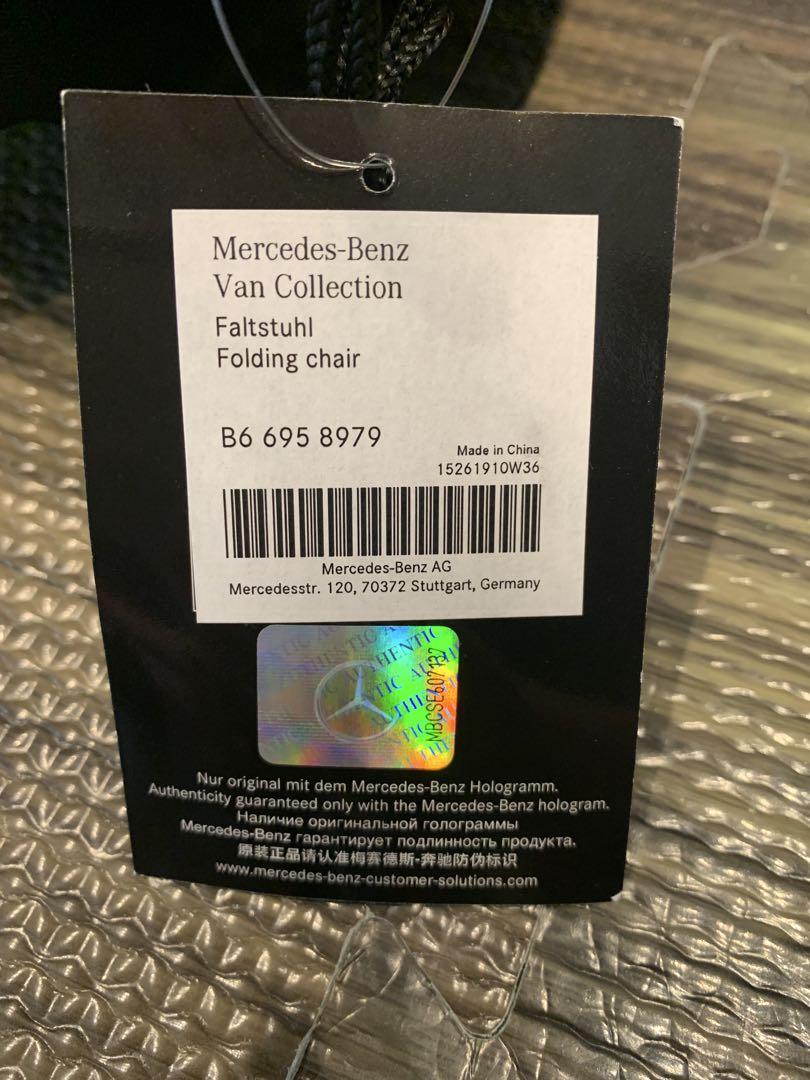 Mercedes-Benz
Van Collection
Faltstuhl
Folding chair
B6 695 8979
Made in China
15261910W36
Mercedes-Benz AG
Mercedesstr. 120, 70372 Stuttgart, Germany
AUTHENTIC
MBCSE607137
Nur original mit dem Mercedes-Benz Hologramm.
Authenticity guaranteed only with the Mercedes-Benz hologram.
Наличие оригинальной голограммы
Mercedes-Benz гарантирует подлинность продукта.
原装正品请认准梅赛德斯-奔驰防伪标识
www.mercedes-benz-customer-solutions.com